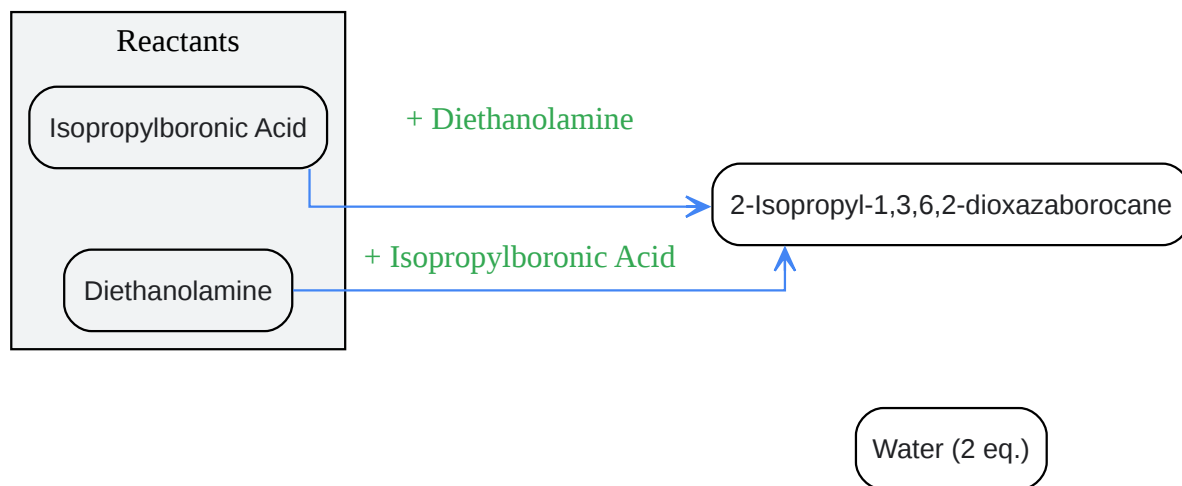 Reactants
Isopropylboronic Acid
+ Diethanolamine
2-Isopropyl-1,3,6,2-dioxazaborocane
+ Isopropylboronic Acid
Diethanolamine
Water (2 eq.)